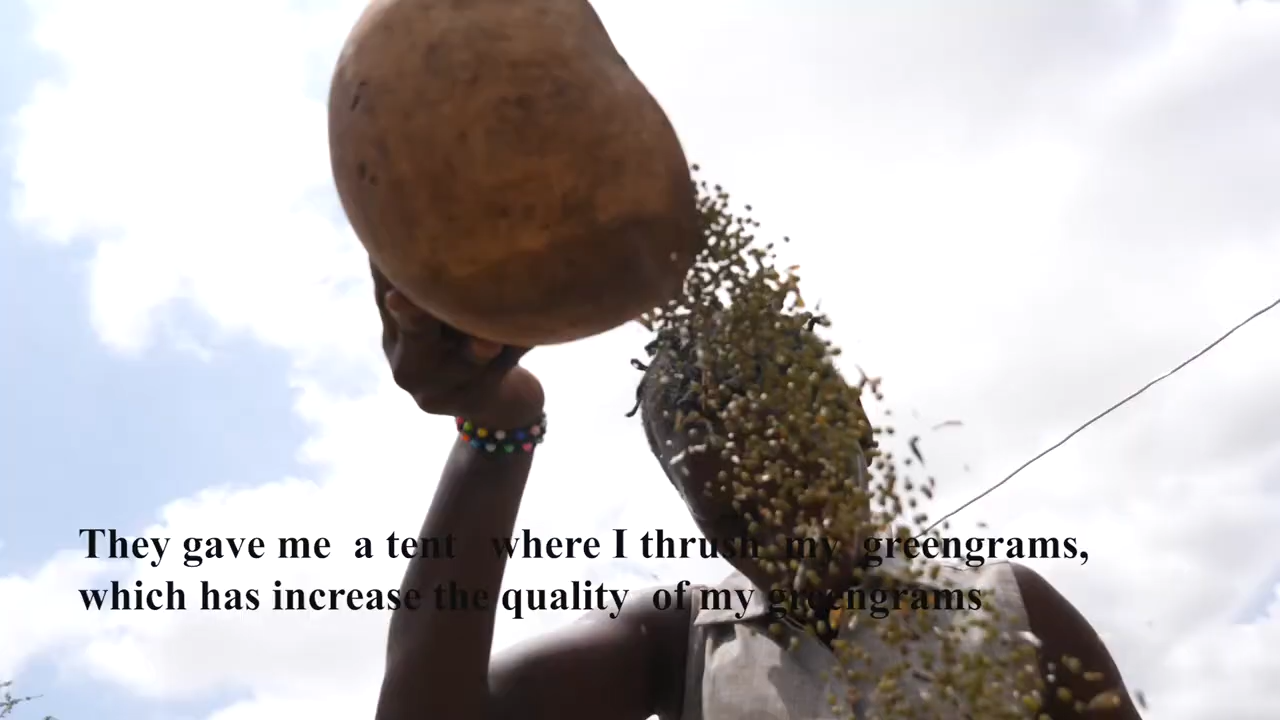 They gave me a tent where I thrush my greengrams,
which has increase the quality of my greengrams